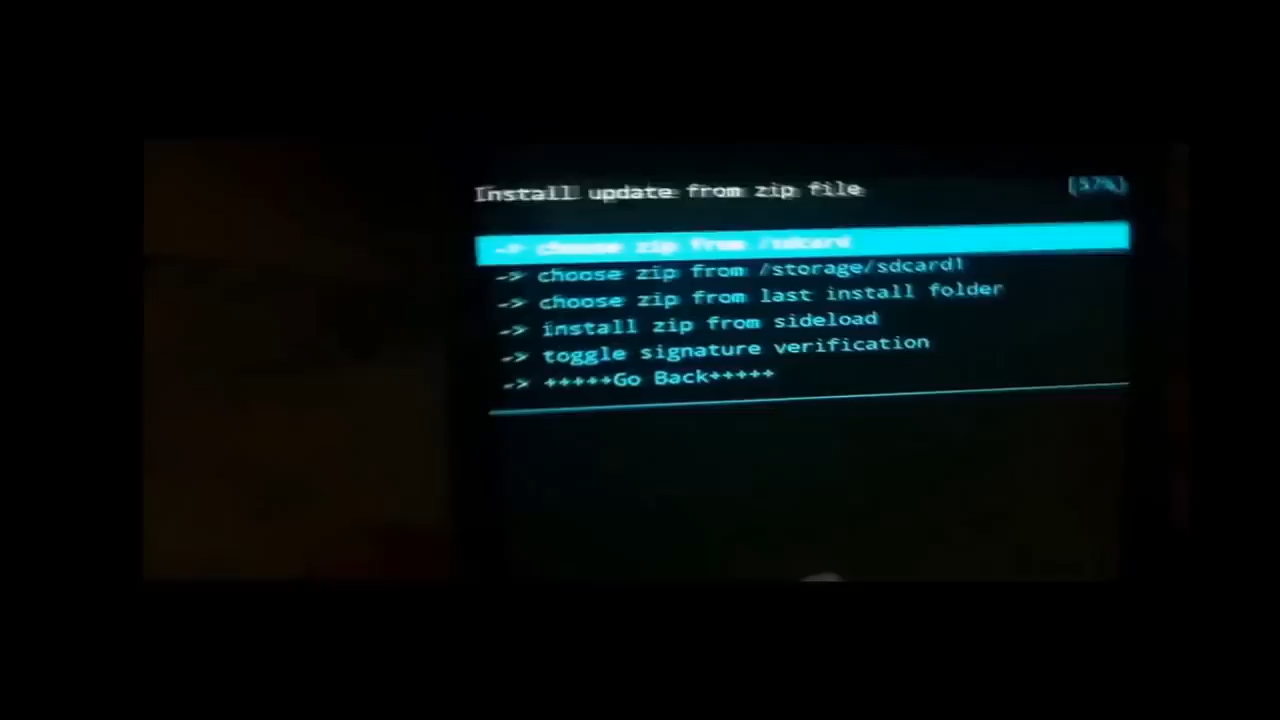 Install update from zip file
[57%]
-> choose zip from /sdcard
-> choose zip from /storage/sdcard1
-> choose zip from last install folder
-> install zip from sideload
-> toggle signature verification
-> +++++Go Back+++++